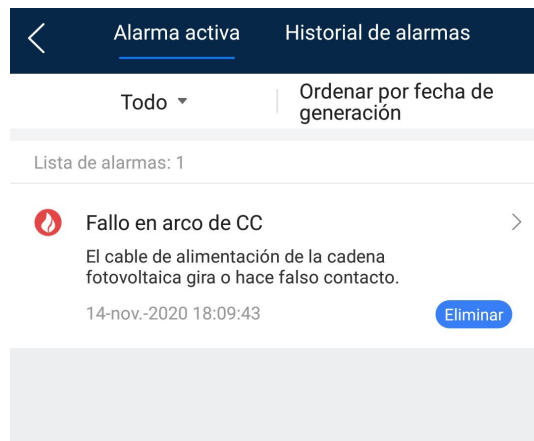 Alarma activa Historial de alarmas
Todo Ordenar por fecha de
generación
Lista de alarmas: 1
Fallo en arco de CC
El cable de alimentación de la cadena
fotovoltaica gira o hace falso contacto.
14-nov.-2020 18:09:43 Eliminar